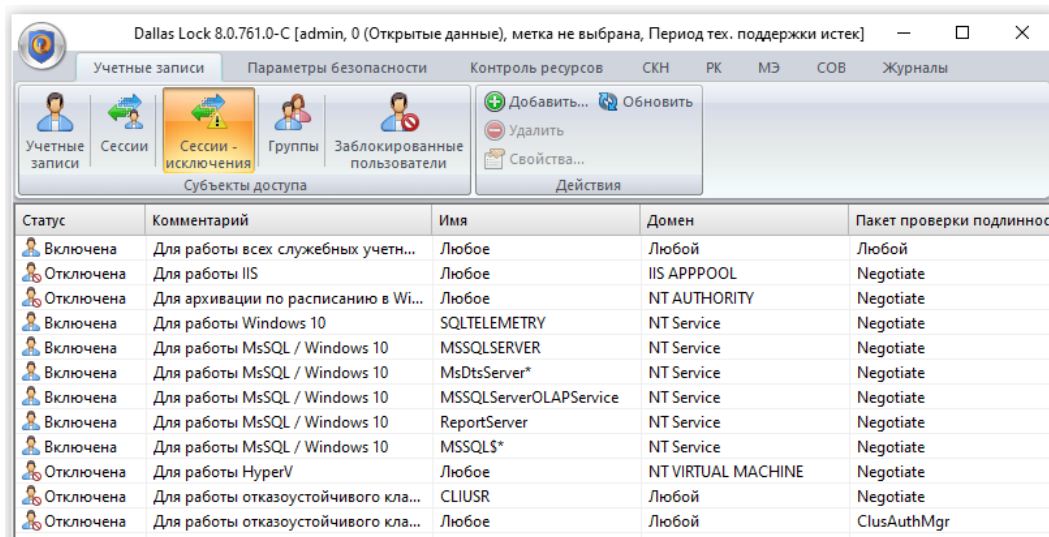 Dallas Lock 8.0.761.0-C [admin, 0 (Открытые данные), метка не выбрана, Период тех. поддержки истек]
Учетные записи Параметры безопасности Контроль ресурсов СКН РК МЭ СОВ Журналы
Учетные записи
Сессии
Сессии - исключения
Группы
Заблокированные пользователи
Субъекты доступа
Добавить... Обновить
Удалить
Свойства...
Действия
Статус Комментарий Имя Домен Пакет проверки подлиннос
Включена Для работы всех служебных учетн... Любое Любой Любой
Отключена Для работы IIS Любое IIS APPPOOL Negotiate
Отключена Для архивации по расписанию в Wi... Любое NT AUTHORITY Negotiate
Включена Для работы Windows 10 SQLTELEMETRY NT Service Negotiate
Включена Для работы MsSQL / Windows 10 MSSQLSERVER NT Service Negotiate
Включена Для работы MsSQL / Windows 10 MsDtsServer* NT Service Negotiate
Включена Для работы MsSQL / Windows 10 MSSQLServerOLAPService NT Service Negotiate
Включена Для работы MsSQL / Windows 10 ReportServer NT Service Negotiate
Включена Для работы MsSQL / Windows 10 MSSQL$* NT Service Negotiate
Отключена Для работы HyperV Любое NT VIRTUAL MACHINE Negotiate
Отключена Для работы отказоустойчивого кла... CLIUSR Любой Negotiate
Отключена Для работы отказоустойчивого кла... Любое Любой ClusAuthMgr